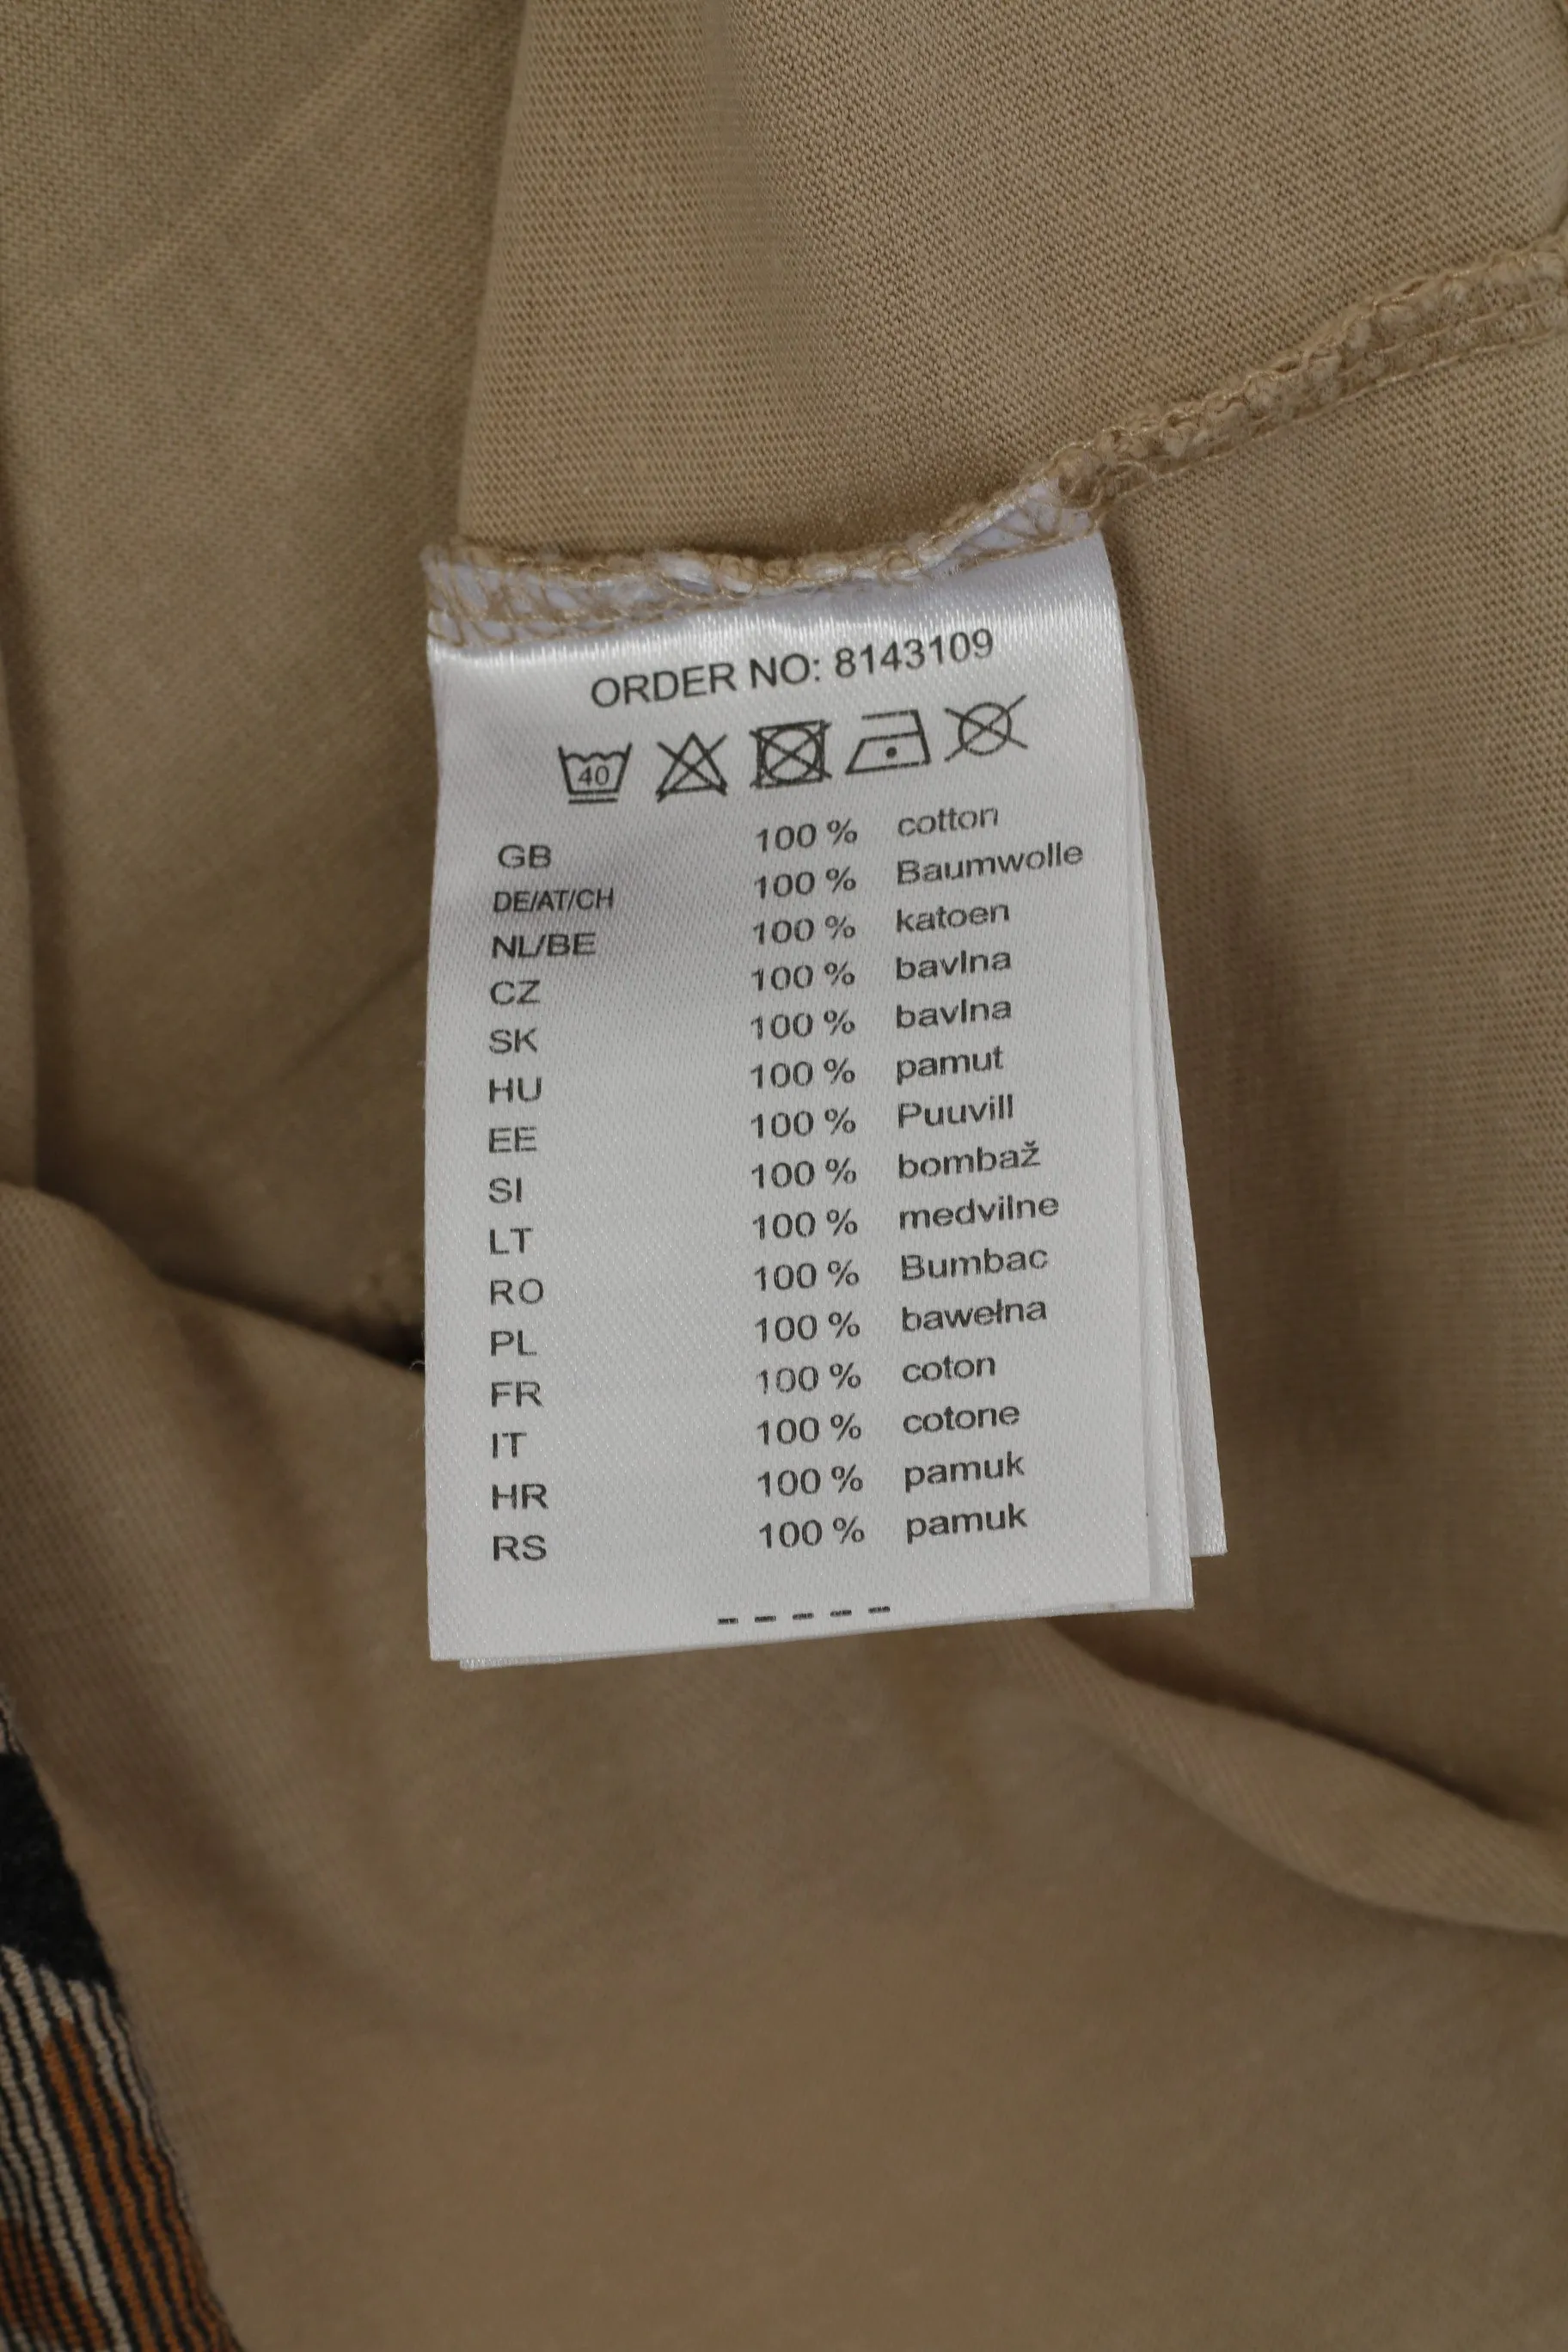 ORDER NO: 8143109
40
GB 100 % cotton
DE/AT/CH 100 % Baumwolle
NL/BE 100 % katoen
CZ 100 % bavlna
SK 100 % bavlna
HU 100 % pamut
EE 100 % Puuvill
SI 100 % bombaž
LT 100 % medvilne
RO 100 % Bumbac
PL 100 % bawełna
FR 100 % coton
IT 100 % cotone
HR 100 % pamuk
RS 100 % pamuk
-----